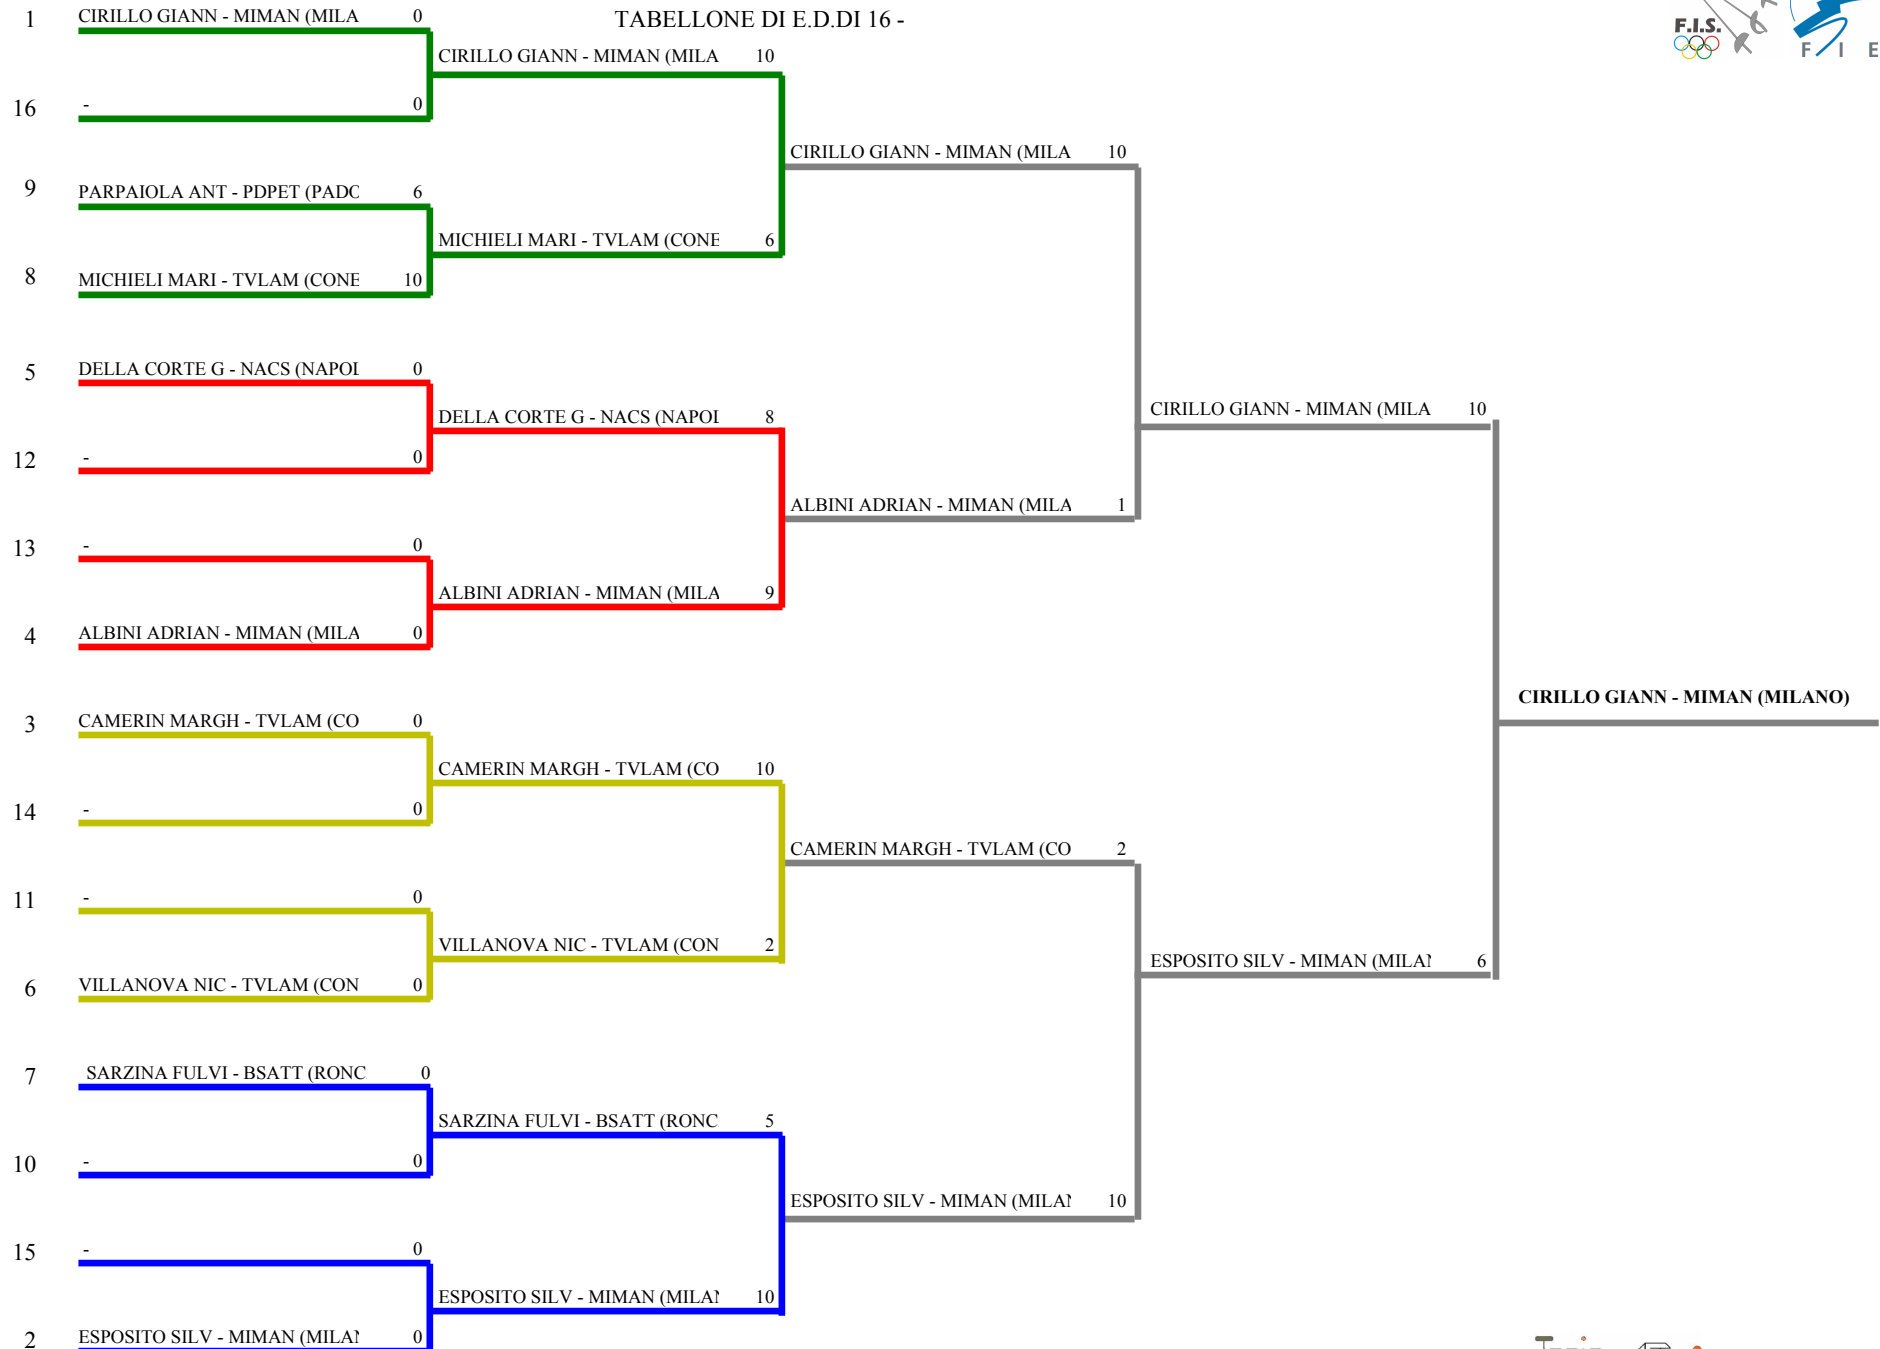 TABELLONE DI E.D.DI 16 -
F.I.S.
F I E
1 CIRILLO GIANN - MIMAN (MILA 0
CIRILLO GIANN - MIMAN (MILA 10
16 - 0
CIRILLO GIANN - MIMAN (MILA 10
9 PARPAIOLA ANT - PDPET (PADO 6
MICHIELI MARI - TVLAM (CONE 6
8 MICHIELI MARI - TVLAM (CONE 10
5 DELLA CORTE G - NACS (NAPOI 0
CIRILLO GIANN - MIMAN (MILA 10
DELLA CORTE G - NACS (NAPOI 8
12 - 0
ALBINI ADRIAN - MIMAN (MILA 1
13 - 0
ALBINI ADRIAN - MIMAN (MILA 9
4 ALBINI ADRIAN - MIMAN (MILA 0
CIRILLO GIANN - MIMAN (MILANO)
3 CAMERIN MARGH - TVLAM (CO 0
CAMERIN MARGH - TVLAM (CO 10
14 - 0
CAMERIN MARGH - TVLAM (CO 2
11 - 0
VILLANOVA NIC - TVLAM (CON 2
ESPOSITO SILV - MIMAN (MILAN 6
6 VILLANOVA NIC - TVLAM (CON 0
7 SARZINA FULVI - BSATT (RONC 0
SARZINA FULVI - BSATT (RONC 5
10 - 0
ESPOSITO SILV - MIMAN (MILAN 10
15 - 0
ESPOSITO SILV - MIMAN (MILAN 10
2 ESPOSITO SILV - MIMAN (MILAN 0